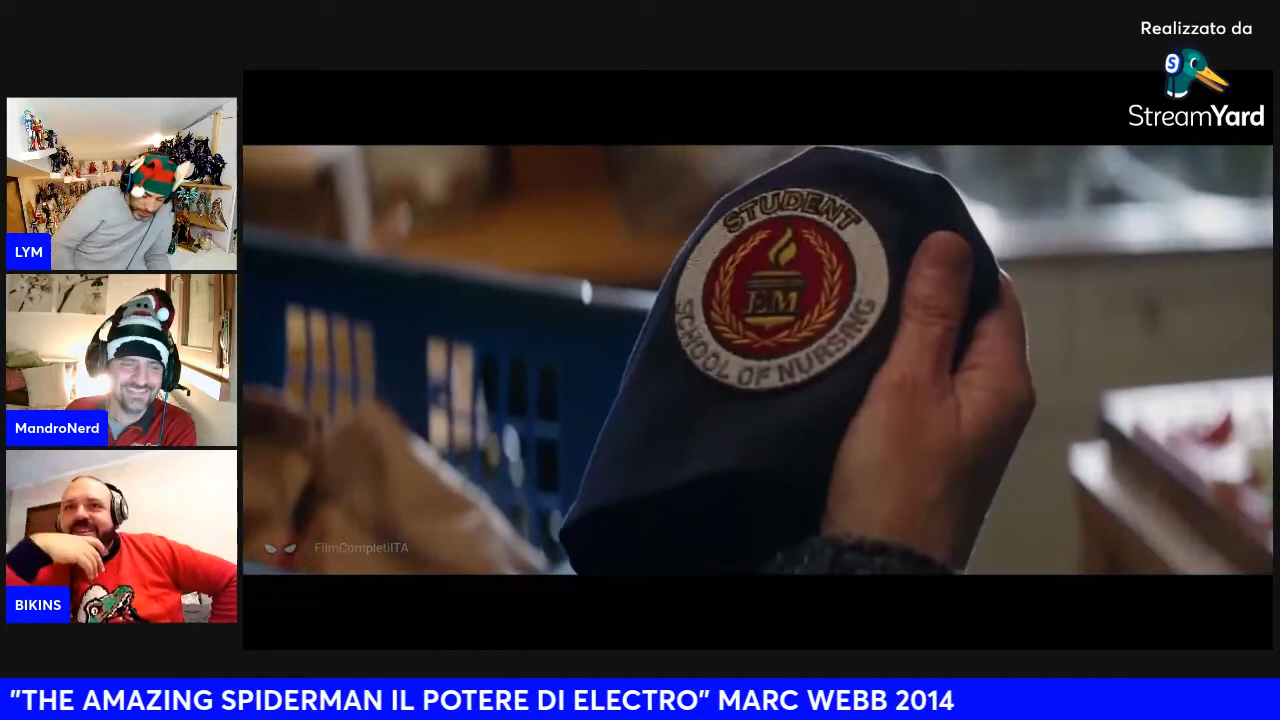 Realizzato da
S
StreamYard
LYM
MandroNerd
BIKINS
STUDENT
EM
SCHOOL OF NURSING
FilmCompletiITA
"THE AMAZING SPIDERMAN IL POTERE DI ELECTRO" MARC WEBB 2014